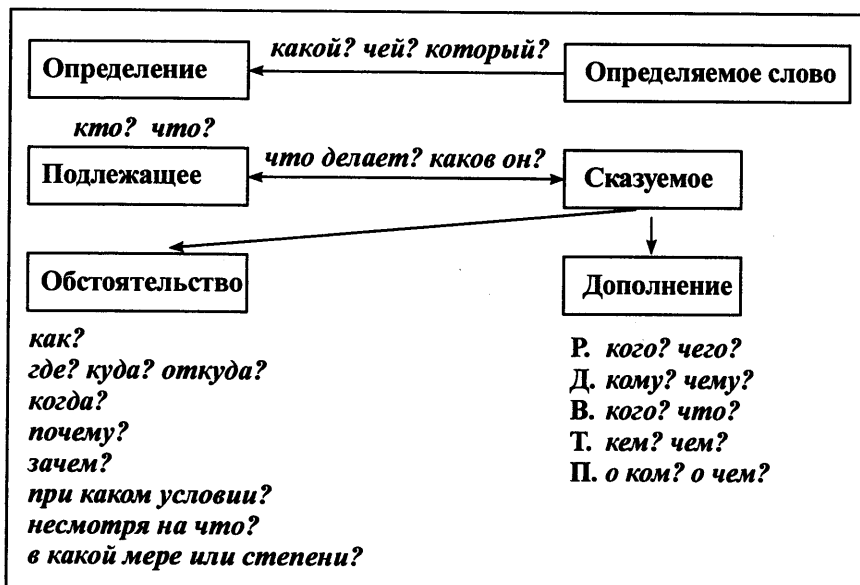 какой? чей? который?
Определение
Определяемое слово
кто? что?
что делает? каков он?
Подлежащее
Сказуемое
Обстоятельство
Дополнение
как?
где? куда? откуда?
когда?
почему?
зачем?
при каком условии?
несмотря на что?
в какой мере или степени?
Р. кого? чего?
Д. кому? чему?
В. кого? что?
Т. кем? чем?
П. о ком? о чем?